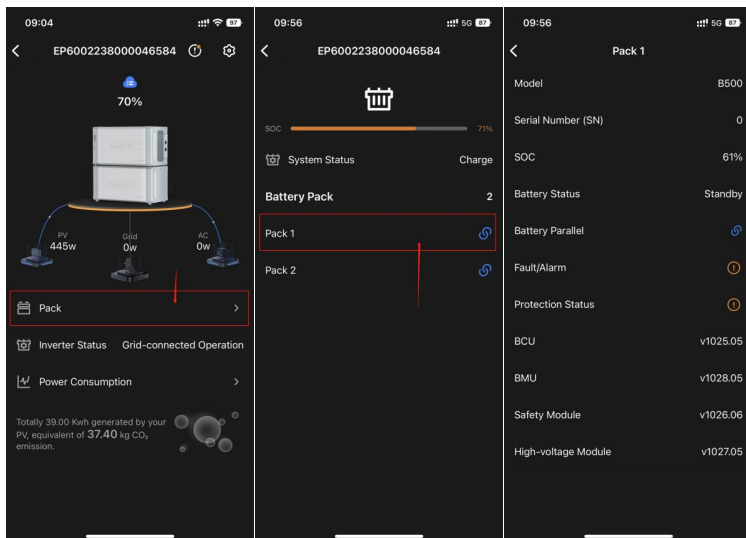 09:04
97
EP6002238000046584
70%
PV
445w
Grid
0w
AC
0w
Pack
Inverter Status Grid-connected Operation
Power Consumption
Totally 39.00 Kwh generated by your
PV, equivalent of 37.40 kg CO₂
emission.
09:56
5G 87
EP6002238000046584
SOC 71%
System Status Charge
Battery Pack 2
Pack 1
Pack 2
09:56
5G 87
Pack 1
Model B500
Serial Number (SN) 0
SOC 61%
Battery Status Standby
Battery Parallel
Fault/Alarm
Protection Status
BCU v1025.05
BMU v1028.05
Safety Module v1026.06
High-voltage Module v1027.05